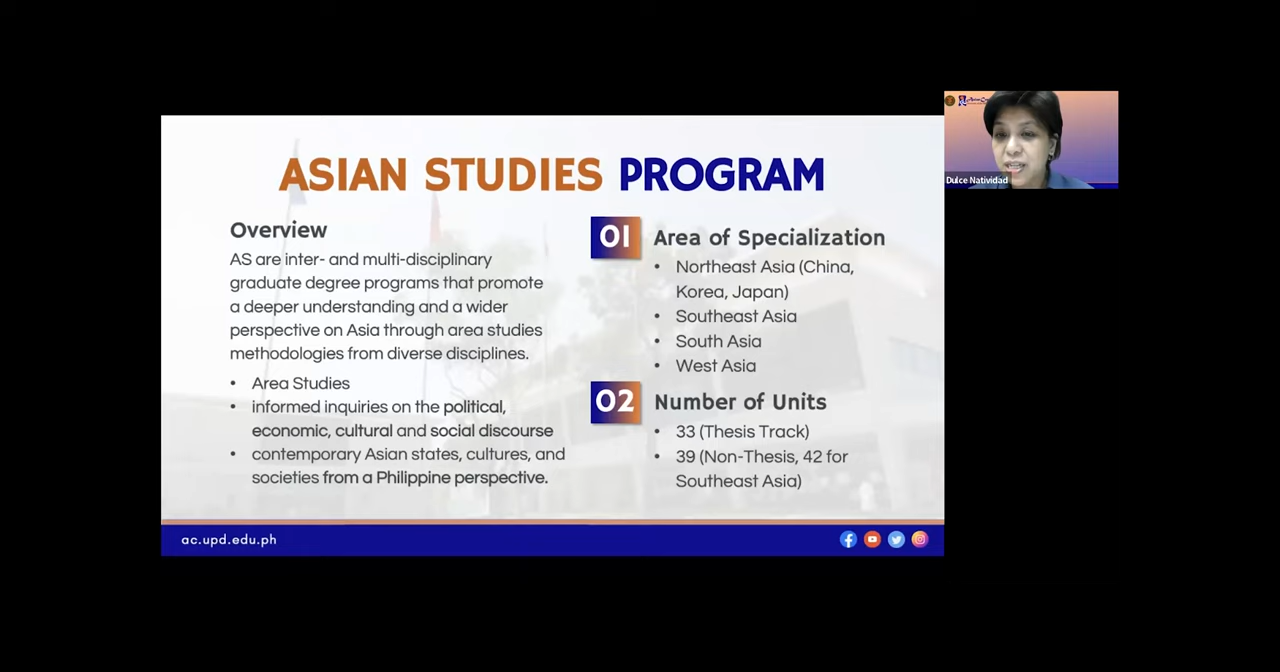 ASIAN STUDIES PROGRAM
Overview
AS are inter- and multi-disciplinary
graduate degree programs that promote
a deeper understanding and a wider
perspective on Asia through area studies
methodologies from diverse disciplines.
• Area Studies
• informed inquiries on the political,
economic, cultural and social discourse
• contemporary Asian states, cultures, and
societies from a Philippine perspective.
01 Area of Specialization
• Northeast Asia (China,
Korea, Japan)
• Southeast Asia
• South Asia
• West Asia
02 Number of Units
• 33 (Thesis Track)
• 39 (Non-Thesis, 42 for
Southeast Asia)
ac.upd.edu.ph
Dulce Natividad